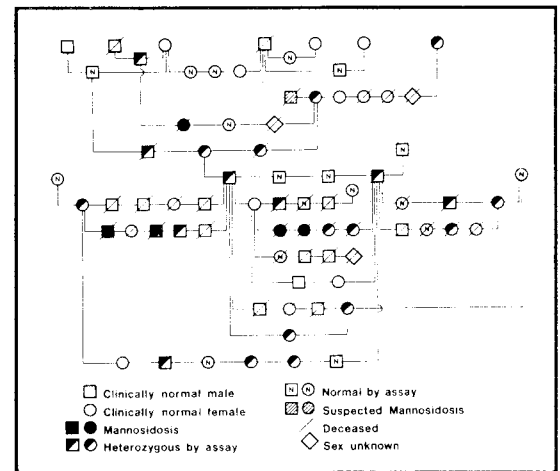 N
N N N N
N
N
N N N N
N
N N
N
N
N N
Clinically normal male
Clinically normal female
Mannosidosis
Heterozygous by assay
N N Normal by assay
Suspected Mannosidosis
Deceased
Sex unknown